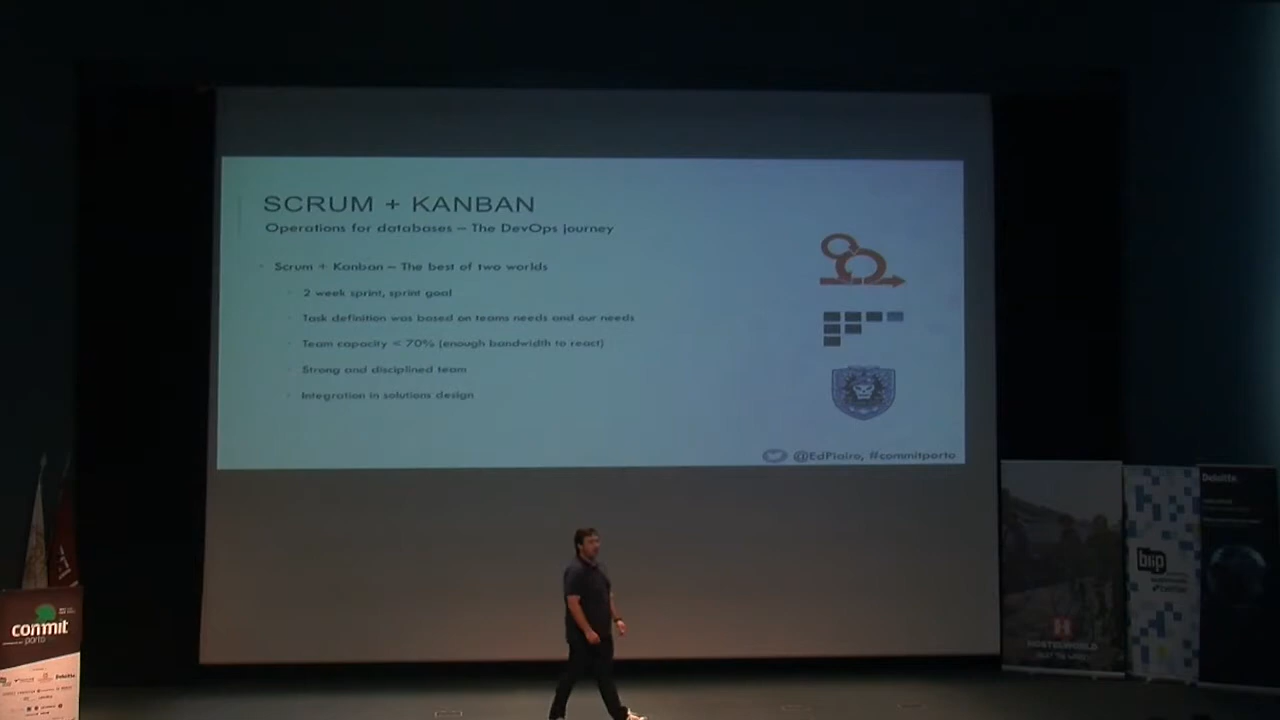 SCRUM + KANBAN
Operations for databases – The DevOps journey
Scrum + Kanban – The best of two worlds
2 week sprint, sprint goal
Task definition was based on teams needs and our needs
Team capacity < 70% (enough bandwidth to react)
Strong and disciplined team
Integration in solutions design
@EdPiairo, #commitporto
Deloitte
blip
HOSTELWORLD
commit
porto
Deloitte